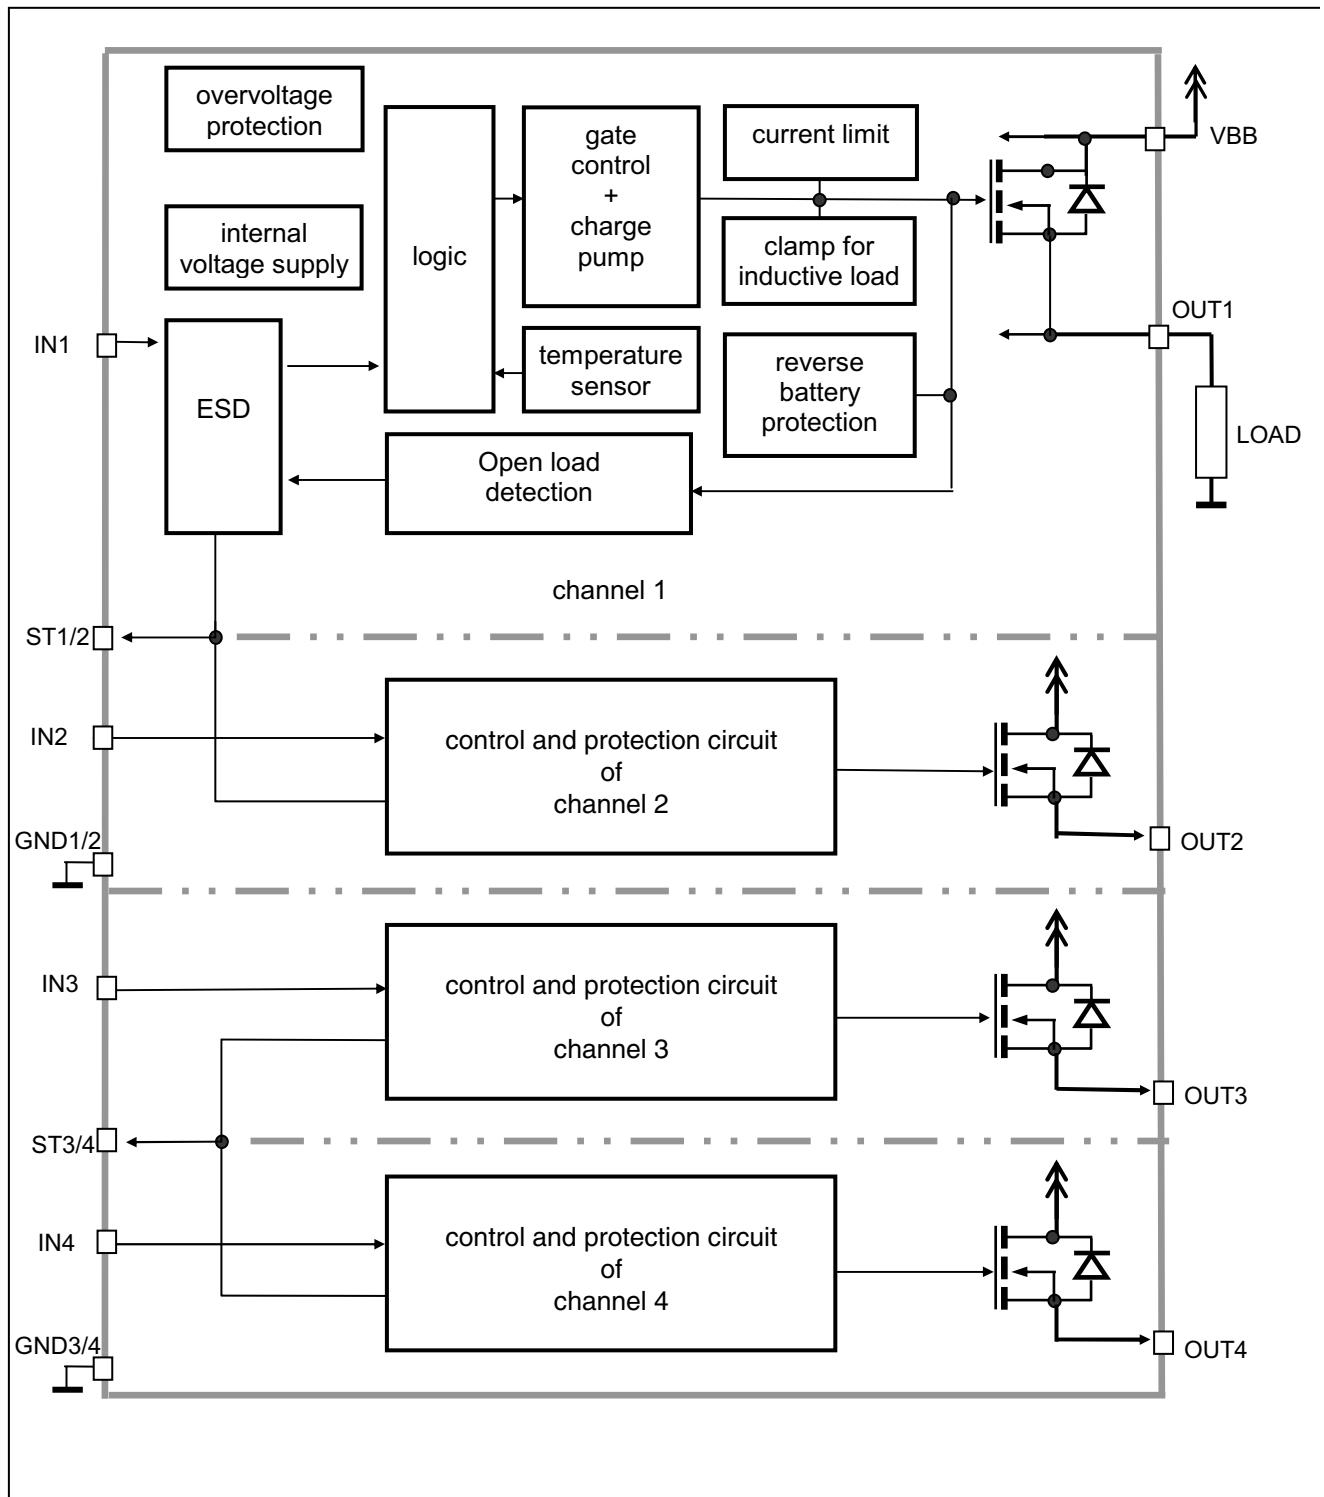 overvoltage
protection
internal
voltage supply
logic
gate
control
+
charge
pump
current limit
clamp for
inductive load
VBB
OUT1
IN1
ESD
temperature
sensor
reverse
battery
protection
LOAD
Open load
detection
channel 1
ST1/2
IN2
control and protection circuit
of
channel 2
GND1/2
OUT2
IN3
control and protection circuit
of
channel 3
OUT3
ST3/4
IN4
control and protection circuit
of
channel 4
GND3/4
OUT4